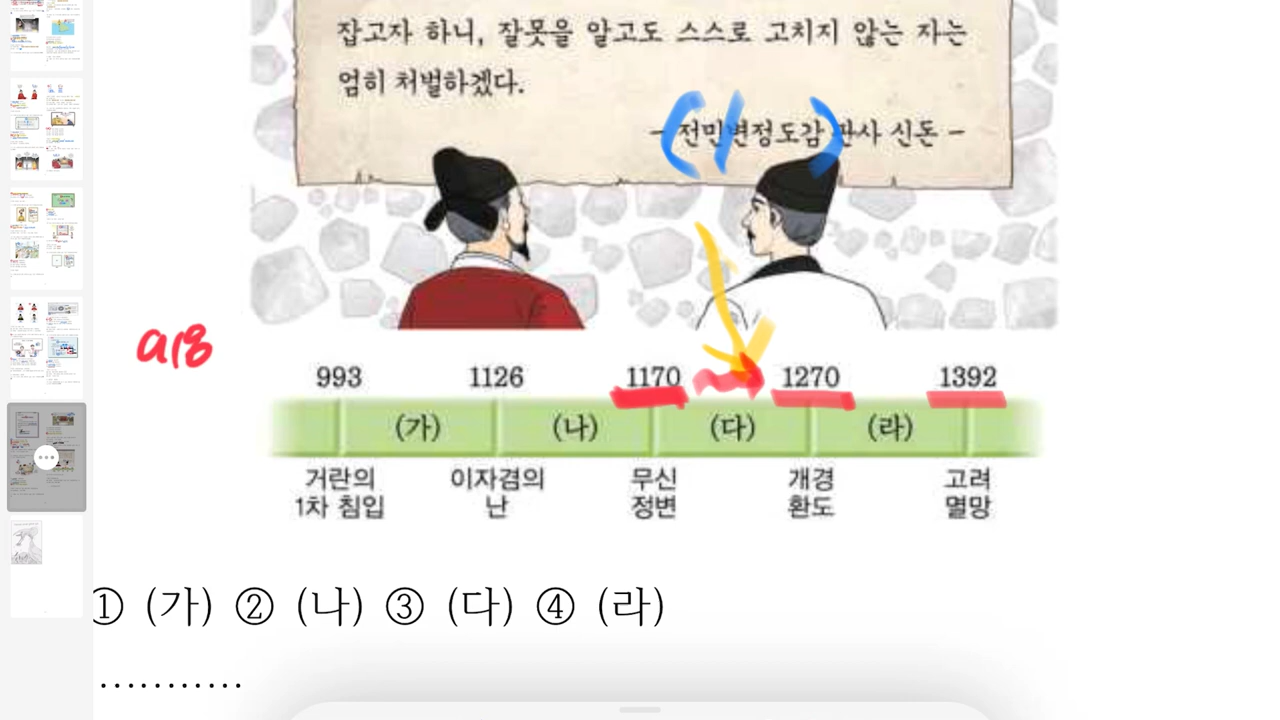 잡고자 하니, 잘못을 알고도 스스로 고치지 않는 자는
엄히 처벌하겠다.
- 전민변정도감 판사 신돈 -
993 1126 1170 1270 1392
(가) (나) (다) (라)
거란의 이자겸의 무신 개경 고려
1차 침입 난 정변 환도 멸망
① (가) ② (나) ③ (다) ④ (라)
...........